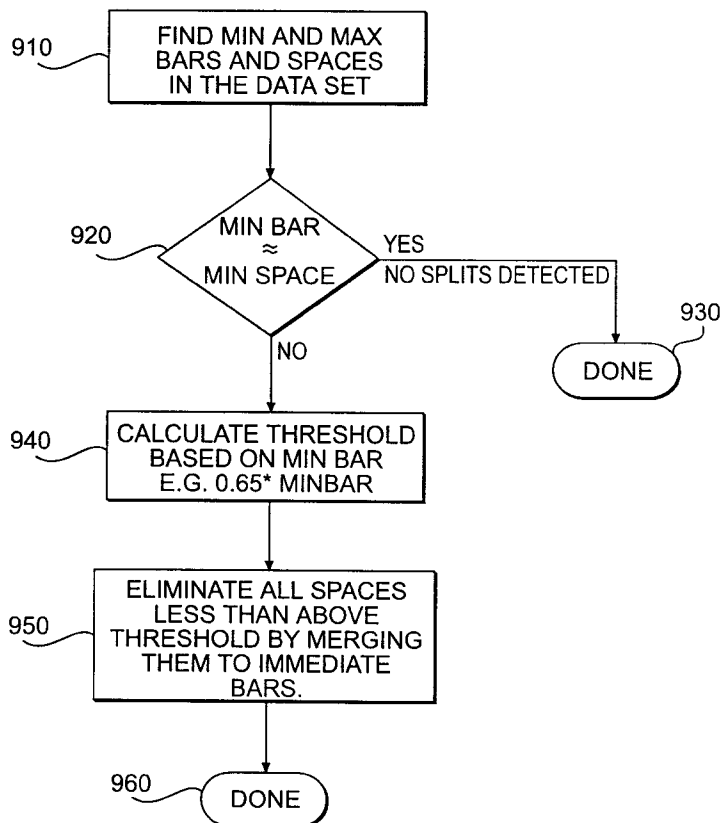 910
FIND MIN AND MAX
BARS AND SPACES
IN THE DATA SET
920
MIN BAR
≈
MIN SPACE
YES
NO SPLITS DETECTED
930
DONE
NO
940
CALCULATE THRESHOLD
BASED ON MIN BAR
E.G. 0.65* MINBAR
950
ELIMINATE ALL SPACES
LESS THAN ABOVE
THRESHOLD BY MERGING
THEM TO IMMEDIATE
BARS.
960
DONE